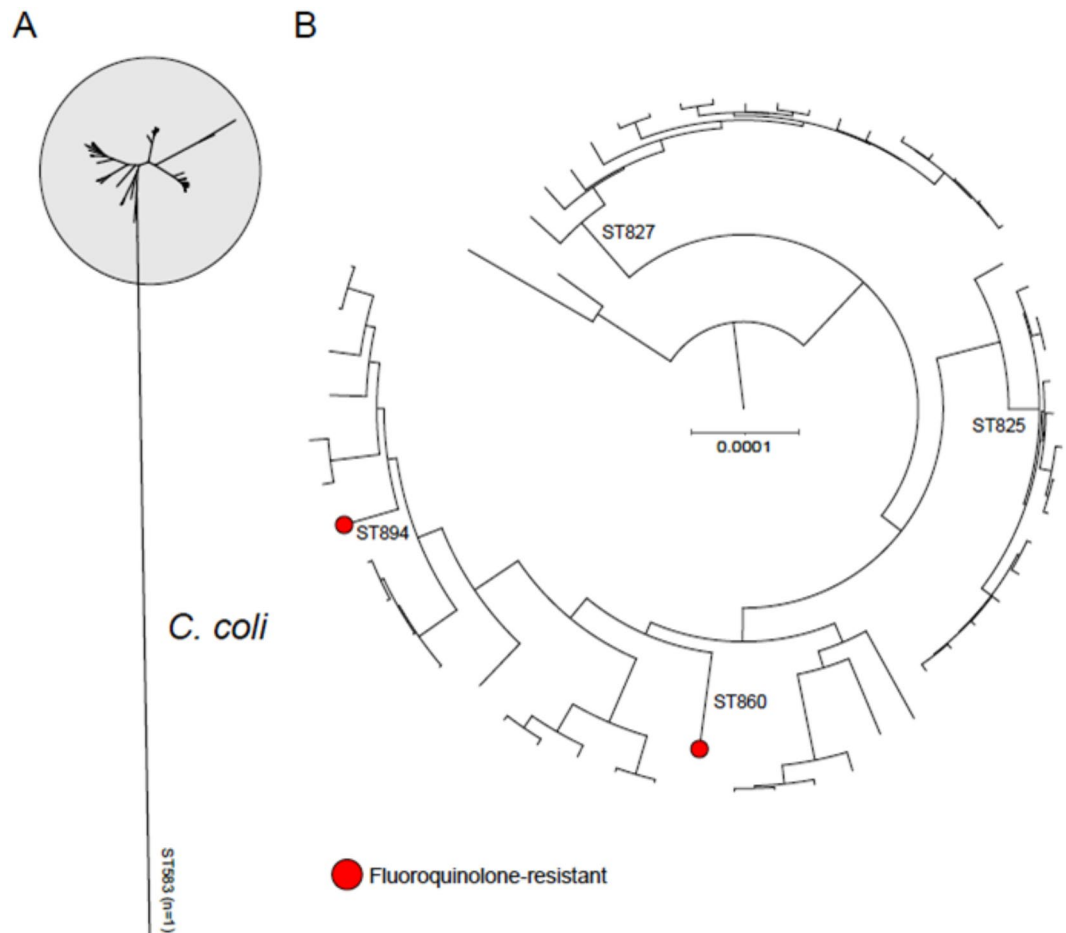 A
B
ST827
ST825
0.0001
ST894
C. coli
ST860
ST583 (n=1)
Fluoroquinolone-resistant